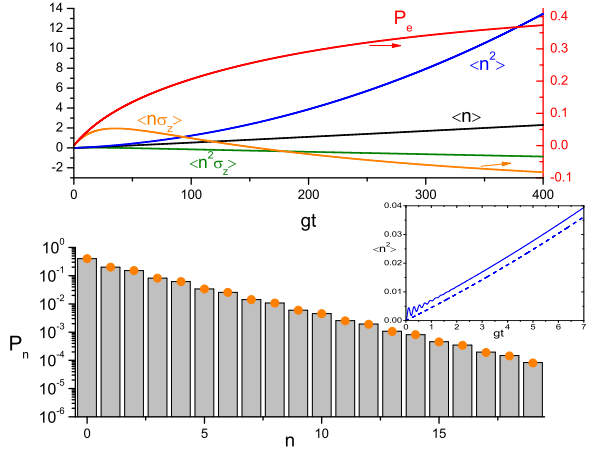 14
12
10
8
6
4
2
0
-2
0.4
0.3
0.2
0.1
0.0
-0.1
P_e
<n²>
<n>
<nσ_z>
<n²σ_z>
0 100 200 300 400
gt
0.04
0.03
0.02
0.01
0.00
<n²>
0 1 2 3 4 5 6 7
gt
10⁰
10⁻¹
10⁻²
10⁻³
10⁻⁴
10⁻⁵
10⁻⁶
P_n
0 5 10 15
n